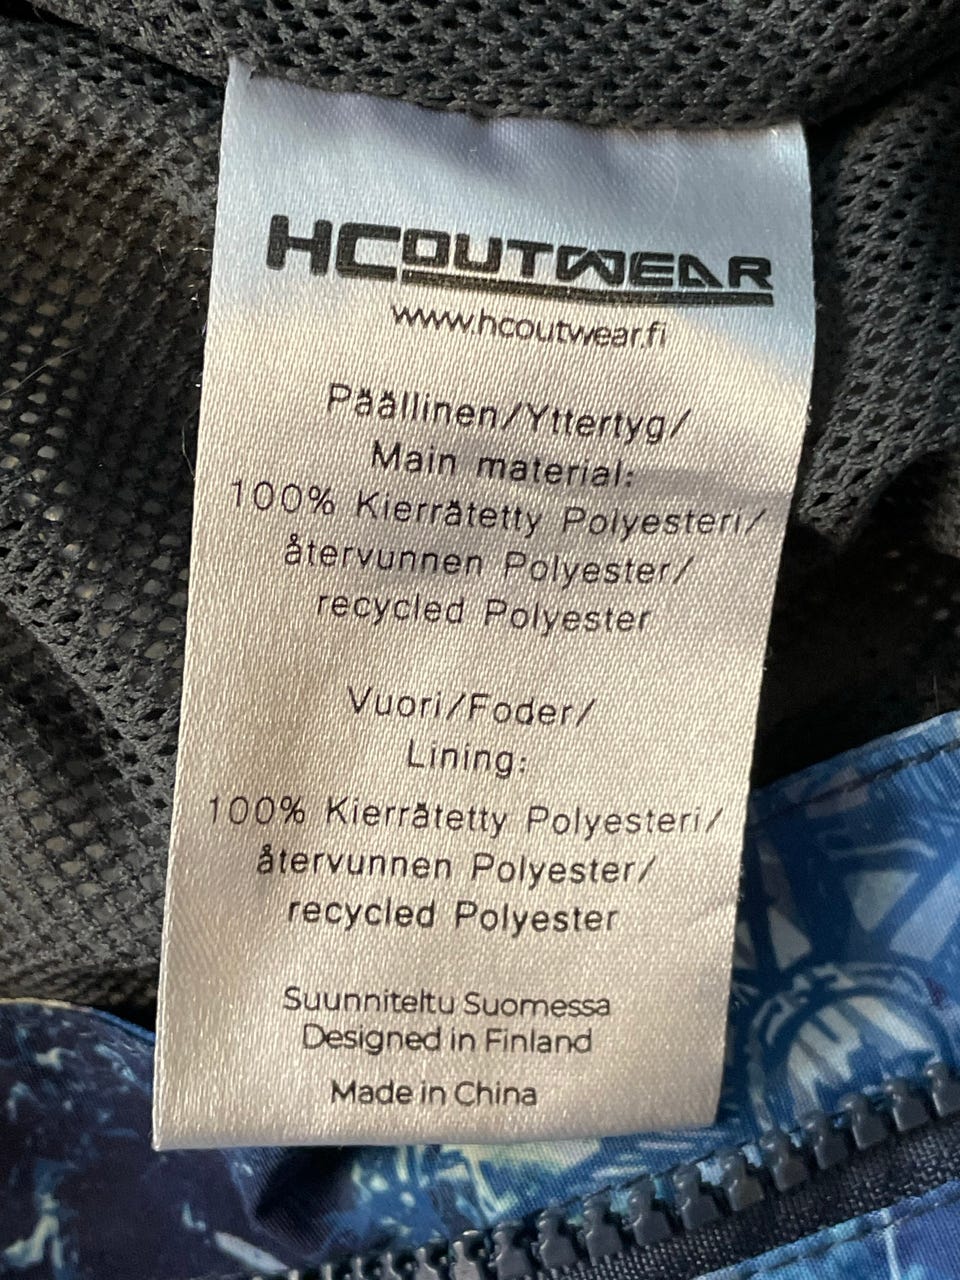 HCOUTWEAR
www.hcoutwear.fi
Päällinen/Yttertyg/
Main material:
100% Kierrätetty Polyesteri/
återvunnen Polyester/
recycled Polyester
Vuori/Foder/
Lining:
100% Kierrätetty Polyesteri/
återvunnen Polyester/
recycled Polyester
Suunniteltu Suomessa
Designed in Finland
Made in China